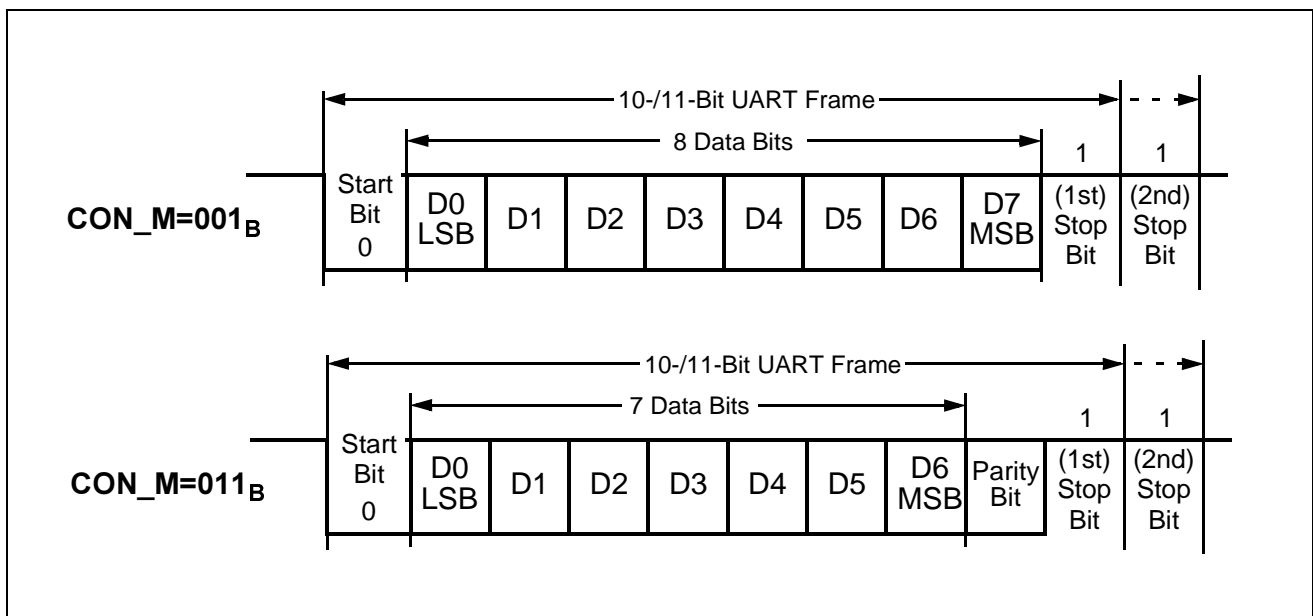 10-/11-Bit UART Frame
8 Data Bits
1
1
CON_M=001B
Start
Bit
0
D0
LSB
D1
D2
D3
D4
D5
D6
D7
MSB
(1st)
Stop
Bit
(2nd)
Stop
Bit
10-/11-Bit UART Frame
7 Data Bits
1
1
CON_M=011B
Start
Bit
0
D0
LSB
D1
D2
D3
D4
D5
D6
MSB
Parity
Bit
(1st)
Stop
Bit
(2nd)
Stop
Bit